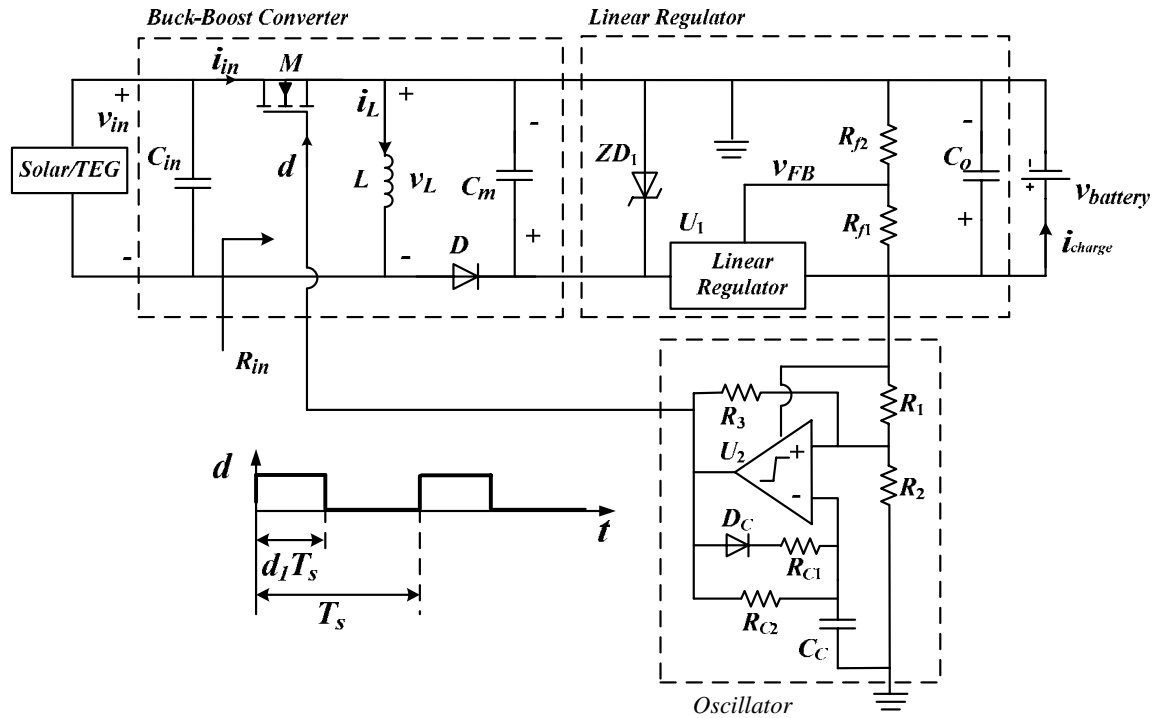 Buck-Boost Converter
Linear Regulator
i_in
M
+
v_in
-
Solar/TEG
C_in
d
i_L
L
+
v_L
-
C_m
-
+
D
R_in
ZD_1
v_FB
U_1
Linear
Regulator
R_f2
R_f1
C_o
-
+
-
+
v_battery
i_charge
R_3
U_2
+
-
R_1
R_2
D_C
R_C1
R_C2
C_C
Oscillator
d
t
d_1T_s
T_s